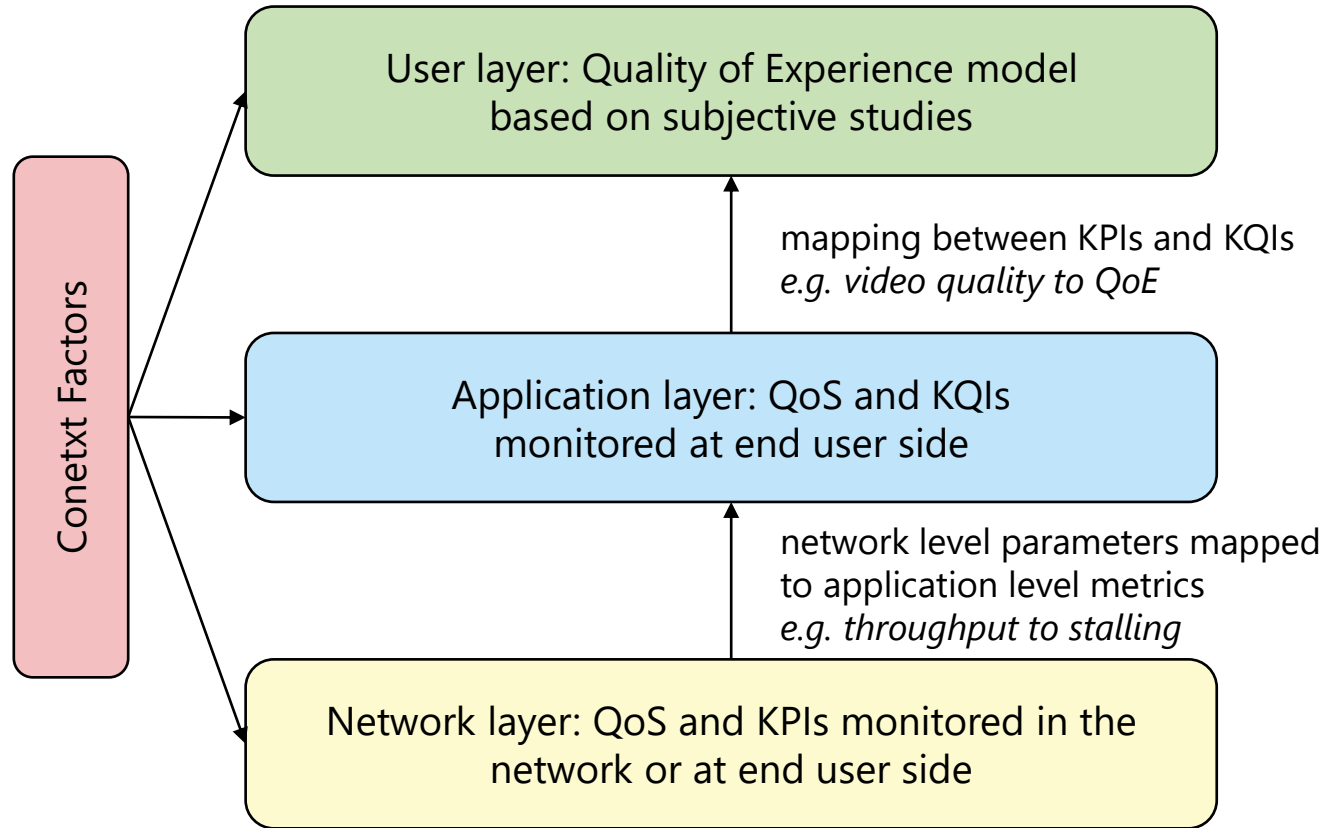 User layer: Quality of Experience model
based on subjective studies
mapping between KPIs and KQIs
e.g. video quality to QoE
Conetxt Factors
Application layer: QoS and KQIs
monitored at end user side
network level parameters mapped
to application level metrics
e.g. throughput to stalling
Network layer: QoS and KPIs monitored in the
network or at end user side